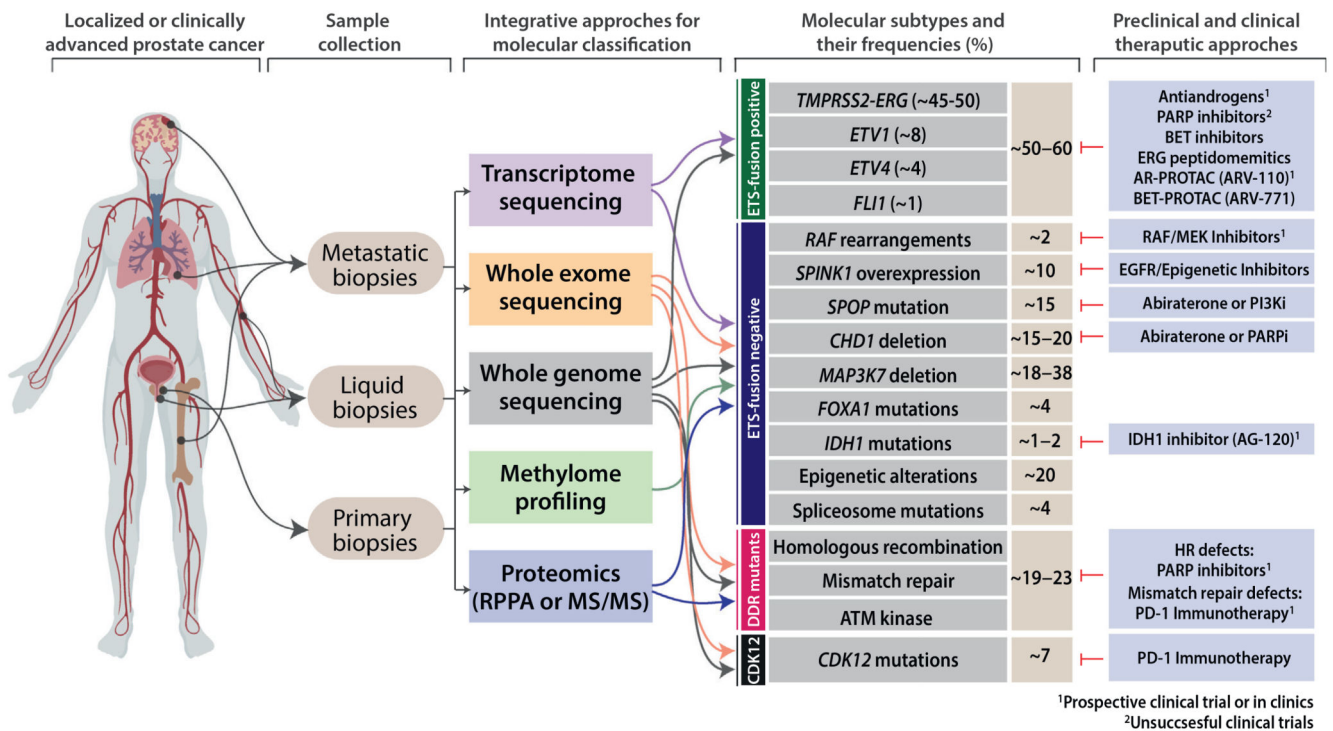 Localized or clinically
advanced prostate cancer
Sample
collection
Integrative approches for
molecular classification
Molecular subtypes and
their frequencies (%)
Preclinical and clinical
theraputic approaches
Metastatic
biopsies
Liquid
biopsies
Primary
biopsies
Transcriptome
sequencing
Whole exome
sequencing
Whole genome
sequencing
Methylome
profiling
Proteomics
(RPPA or MS/MS)
ETS-fusion positive
TMPRSS2-ERG (~45-50)
ETV1 (~8)
ETV4 (~4)
FLI1 (~1)
~50–60
Antiandrogens¹
PARP inhibitors²
BET inhibitors
ERG peptidomemitics
AR-PROTAC (ARV-110)¹
BET-PROTAC (ARV-771)
ETS-fusion negative
RAF rearrangements
~2
RAF/MEK Inhibitors¹
SPINK1 overexpression
~10
EGFR/Epigenetic Inhibitors
SPOP mutation
~15
Abiraterone or PI3Ki
CHD1 deletion
~15–20
Abiraterone or PARPi
MAP3K7 deletion
~18–38
FOXA1 mutations
~4
IDH1 mutations
~1–2
IDH1 inhibitor (AG-120)¹
Epigenetic alterations
~20
Spliceosome mutations
~4
DDR mutants
Homologous recombination
Mismatch repair
ATM kinase
~19–23
HR defects:
PARP inhibitors¹
Mismatch repair defects:
PD-1 Immunotherapy¹
CDK12
CDK12 mutations
~7
PD-1 Immunotherapy
¹Prospective clinical trial or in clinics
²Unsuccsesful clinical trials